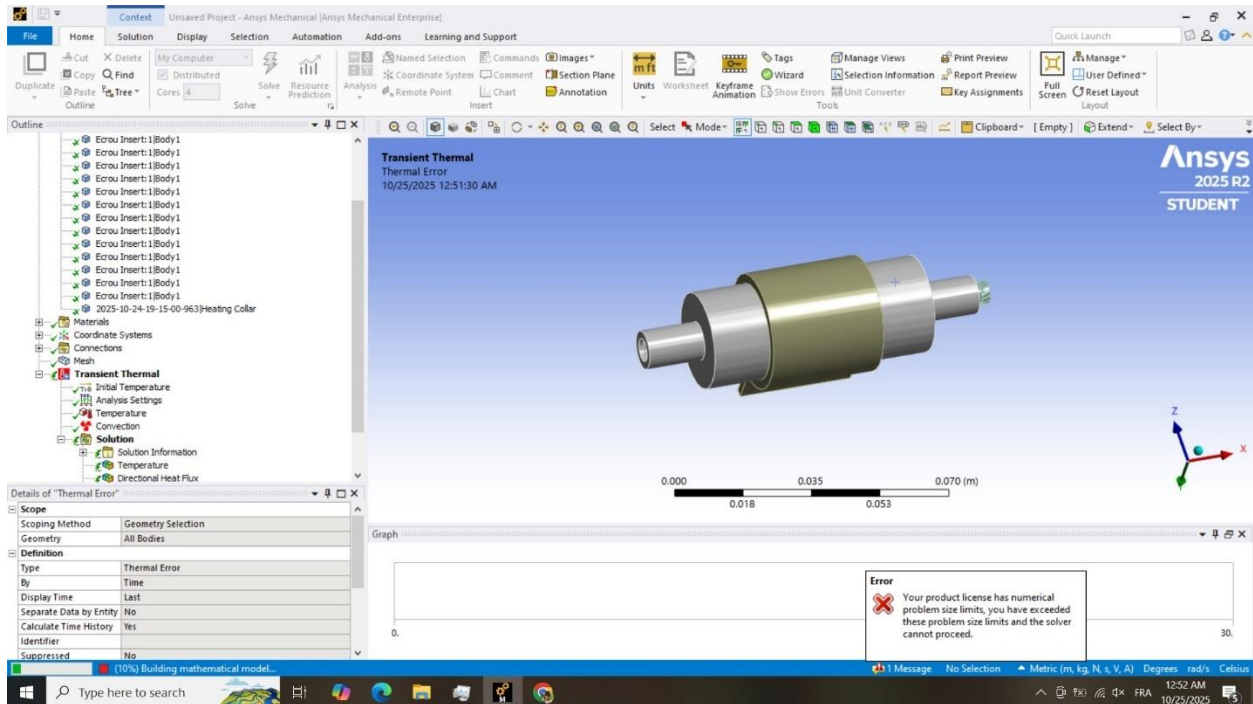 Context
Unsaved Project - Ansys Mechanical [Ansys Mechanical Enterprise]
File Home Solution Display Selection Automation Add-ons Learning and Support Quick Launch
Duplicate
Cut
Copy
Paste
Delete
Find
Tree
Outline
My Computer
Distributed
Cores 4
Solve
Resource Prediction
Solve
Analysis
Named Selection
Coordinate System
Remote Point
Commands
Comment
Chart
Images
Section Plane
Annotation
Insert
Units
Worksheet
Keyframe Animation
Tags
Wizard
Show Errors
Manage Views
Selection Information
Unit Converter
Print Preview
Report Preview
Key Assignments
Tools
Full Screen
Manage
User Defined
Reset Layout
Layout
Outline
Select Mode Clipboard [Empty] Extend Select By
Ecrou Insert:1|Body1
Ecrou Insert:1|Body1
Ecrou Insert:1|Body1
Ecrou Insert:1|Body1
Ecrou Insert:1|Body1
Ecrou Insert:1|Body1
Ecrou Insert:1|Body1
Ecrou Insert:1|Body1
Ecrou Insert:1|Body1
Ecrou Insert:1|Body1
Ecrou Insert:1|Body1
Ecrou Insert:1|Body1
Ecrou Insert:1|Body1
2025-10-24-19-15-00-963|Heating Collar
Materials
Coordinate Systems
Connections
Mesh
Transient Thermal
Initial Temperature
Analysis Settings
Temperature
Convection
Solution
Solution Information
Temperature
Directional Heat Flux
Transient Thermal
Thermal Error
10/25/2025 12:51:30 AM
Ansys
2025 R2
STUDENT
Z
X
0.000 0.035 0.070 (m)
0.018 0.053
Details of "Thermal Error"
Scope
Scoping Method Geometry Selection
Geometry All Bodies
Definition
Type Thermal Error
By Time
Display Time Last
Separate Data by Entity No
Calculate Time History Yes
Identifier
Suppressed No
Graph
0.
30.
Error
Your product license has numerical
problem size limits, you have exceeded
these problem size limits and the solver
cannot proceed.
(10%) Building mathematical model...
1 Message No Selection Metric (m, kg, N, s, V, A) Degrees rad/s Celsius
Type here to search
FRA
12:52 AM
10/25/2025
5